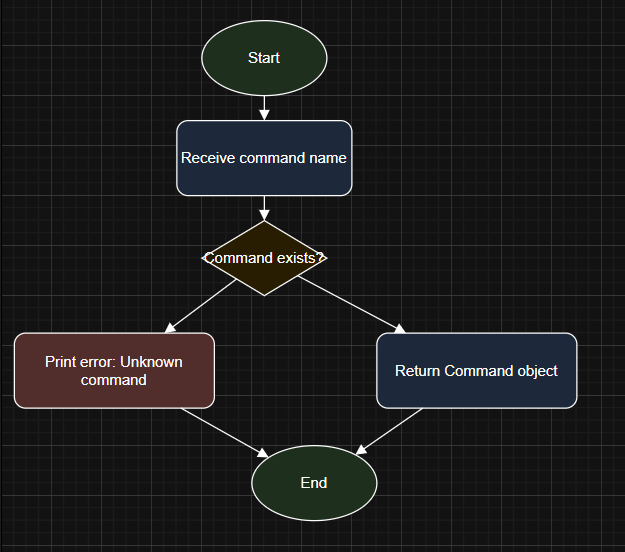 Start
Receive command name
Command exists?
Print error: Unknown
command
Return Command object
End